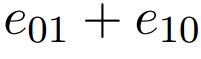 e₀₁ + e₁₀